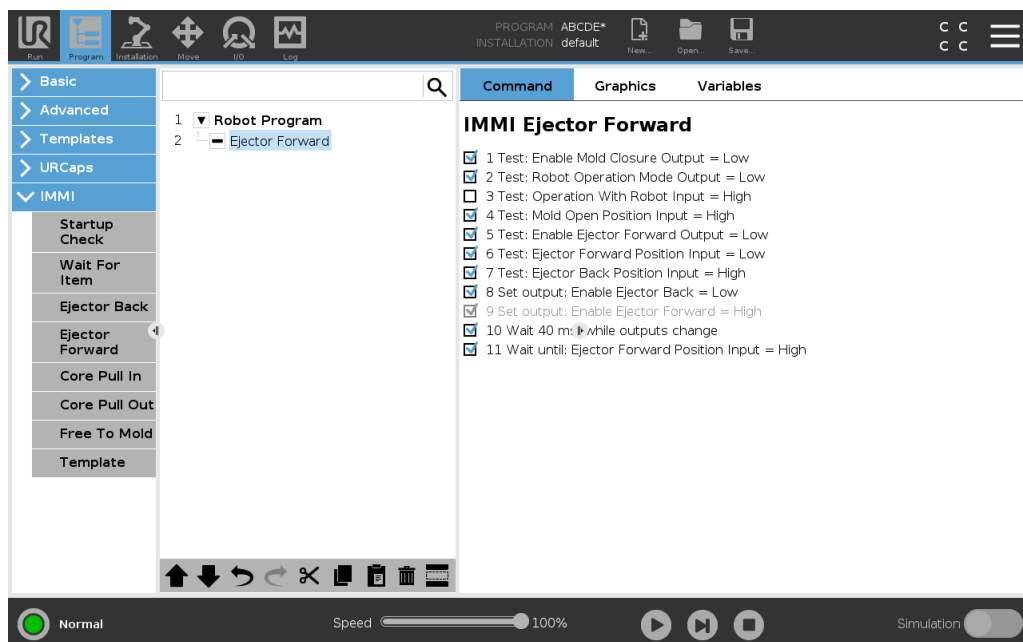 UR
Run
Program
Installation
Move
I/O
Log
PROGRAM ABCDE*
INSTALLATION default
New...
Open...
Save...
C C
C C
Basic
Advanced
Templates
URCaps
IMMI
Startup
Check
Wait For
Item
Ejector Back
Ejector
Forward
Core Pull In
Core Pull Out
Free To Mold
Template
1 Robot Program
2 Ejector Forward
Command Graphics Variables
IMMI Ejector Forward
1 Test: Enable Mold Closure Output = Low
2 Test: Robot Operation Mode Output = Low
3 Test: Operation With Robot Input = High
4 Test: Mold Open Position Input = High
5 Test: Enable Ejector Forward Output = Low
6 Test: Ejector Forward Position Input = Low
7 Test: Ejector Back Position Input = High
8 Set output: Enable Ejector Back = Low
9 Set output: Enable Ejector Forward = High
10 Wait 40 ms while outputs change
11 Wait until: Ejector Forward Position Input = High
Normal
Speed 100%
Simulation